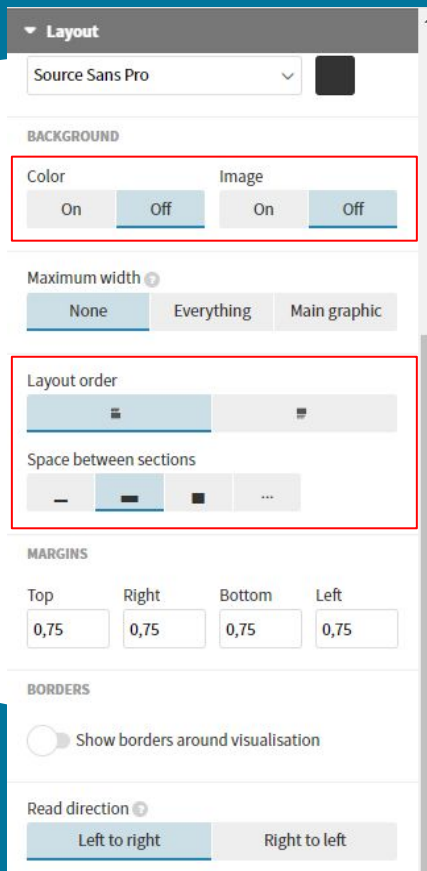 Layout
Source Sans Pro
BACKGROUND
Color Image
On Off On Off
Maximum width ?
None Everything Main graphic
Layout order
Space between sections
...
MARGINS
Top Right Bottom Left
0,75 0,75 0,75 0,75
BORDERS
Show borders around visualisation
Read direction ?
Left to right Right to left